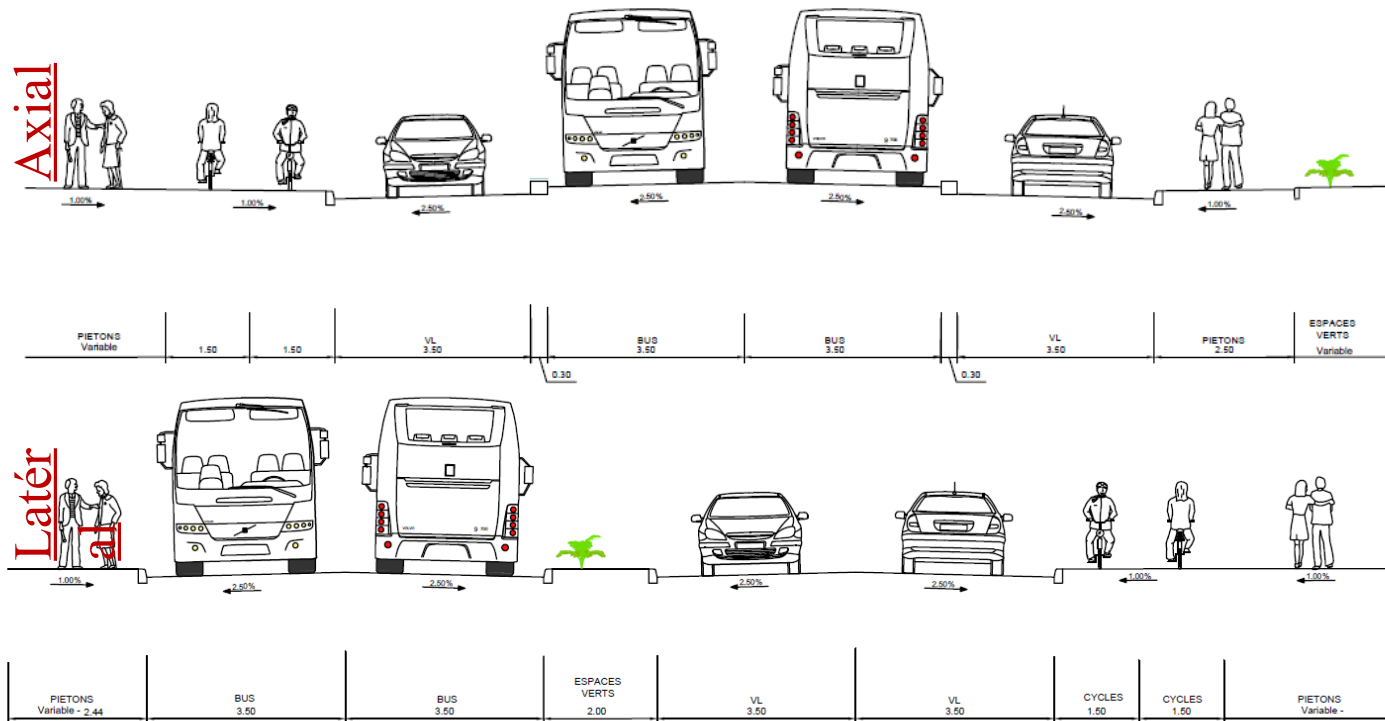 Axial
1.00%
1.00%
2.50%
2.50%
2.50%
2.50%
1.00%
PIETONS
Variable
1.50
1.50
VL
3.50
0.30
BUS
3.50
BUS
3.50
0.30
VL
3.50
PIETONS
2.50
ESPACES
VERTS
Variable
Latér
al
1.00%
2.50%
2.50%
2.50%
2.50%
1.00%
1.00%
PIETONS
Variable - 2.44
BUS
3.50
BUS
3.50
ESPACES
VERTS
2.00
VL
3.50
VL
3.50
CYCLES
1.50
CYCLES
1.50
PIETONS
Variable -